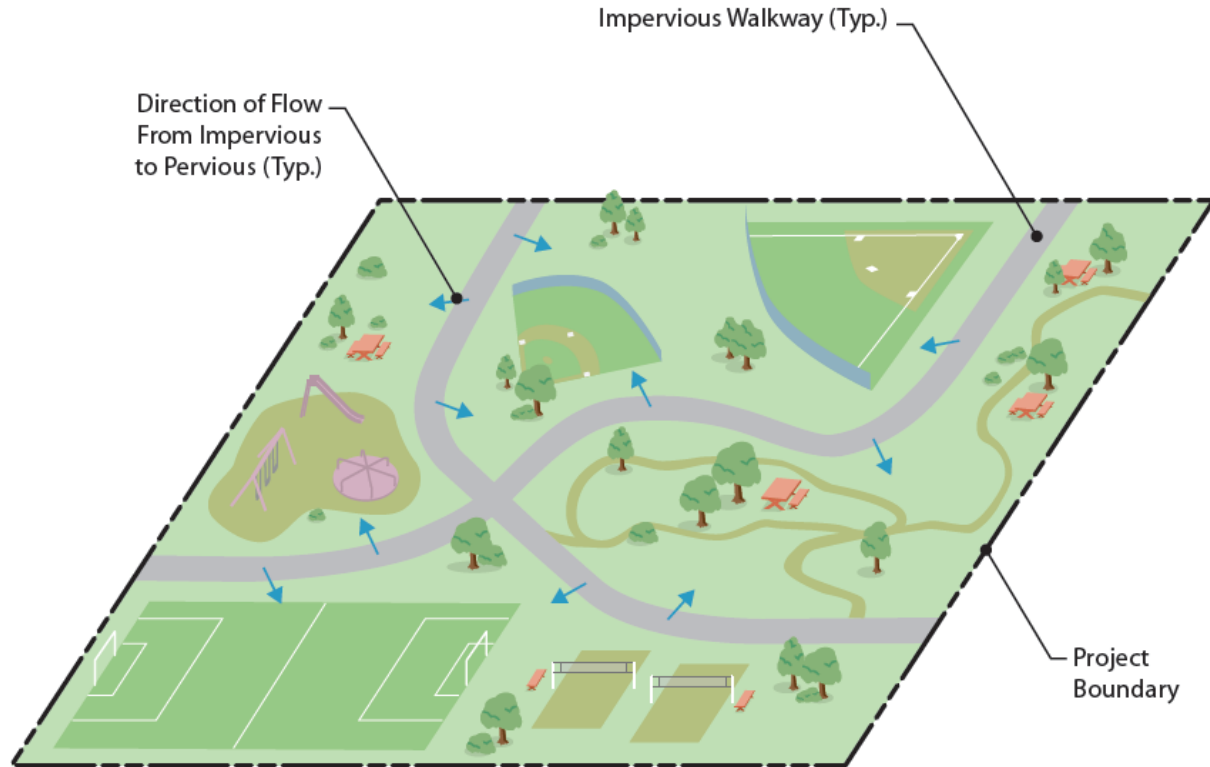 Impervious Walkway (Typ.)
Direction of Flow
From Impervious
to Pervious (Typ.)
Project
Boundary